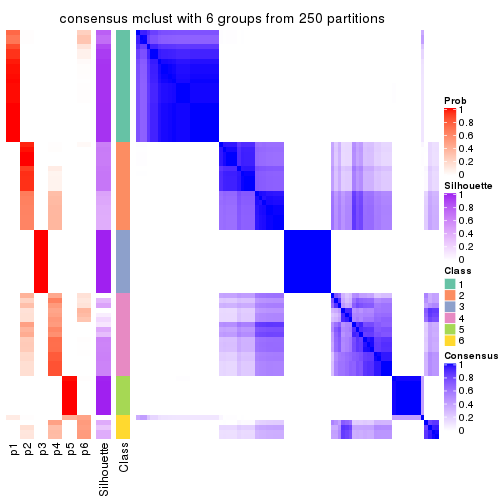 consensus mclust with 6 groups from 250 partitions
Prob
1
0.8
0.6
0.4
0.2
0
Silhouette
1
0.8
0.6
0.4
0.2
0
Class
1
2
3
4
5
6
Consensus
1
0.8
0.6
0.4
0.2
0
p1
p2
p3
p4
p5
p6
Silhouette
Class